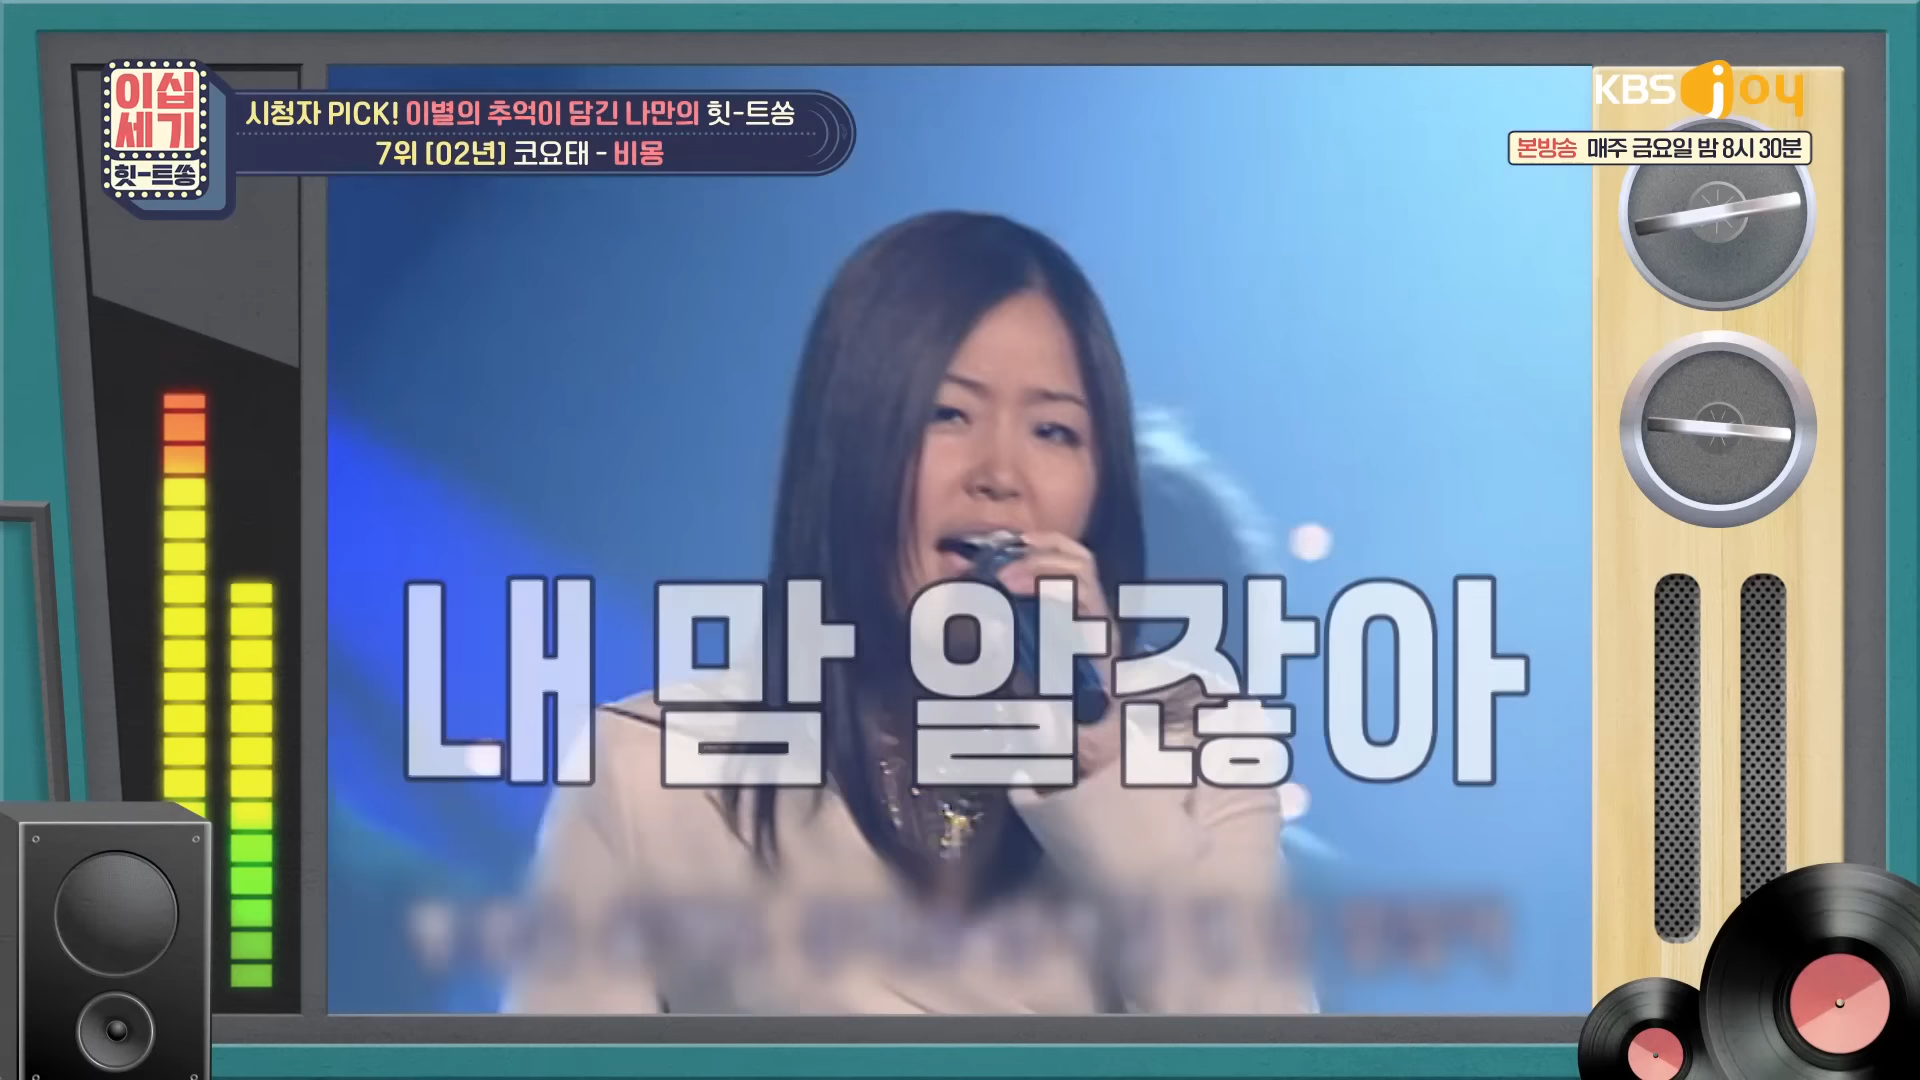 이십
세기
힛-트쏭
시청자 PICK! 이별의 추억이 담긴 나만의 힛-트쏭
7위 [02년] 코요태 - 비몽
KBS joy
본방송 매주 금요일 밤 8시 30분
내 맘 알잖아